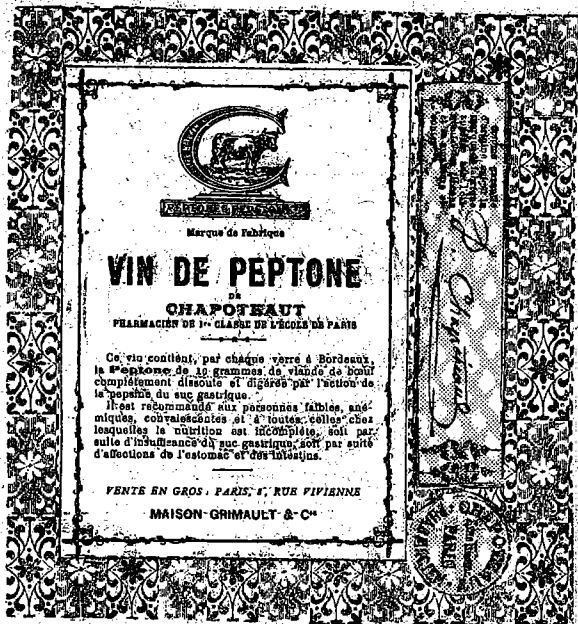 Marque de Fabrique
VIN DE PEPTONE
DE
CHAPOTEAUT
PHARMACIEN DE 1re CLASSE DE L'ÉCOLE DE PARIS
Ce vin contient, par chaque verre à Bordeaux,
la Peptone de 10 grammes de viande de bœuf
complétement dissoute et digérée par l'action de
la pepsine du suc gastrique.
Il est recommandé aux personnes faibles, ané-
miques, convalescentes et à toutes celles chez
lesquelles la nutrition est incomplète, soit par
suite d'insuffisance du suc gastrique, soit par suite
d'affections de l'estomac et des intestins.
VENTE EN GROS: PARIS, 8, RUE VIVIENNE
MAISON GRIMAULT & Cie
Chapoteaut
PARIS